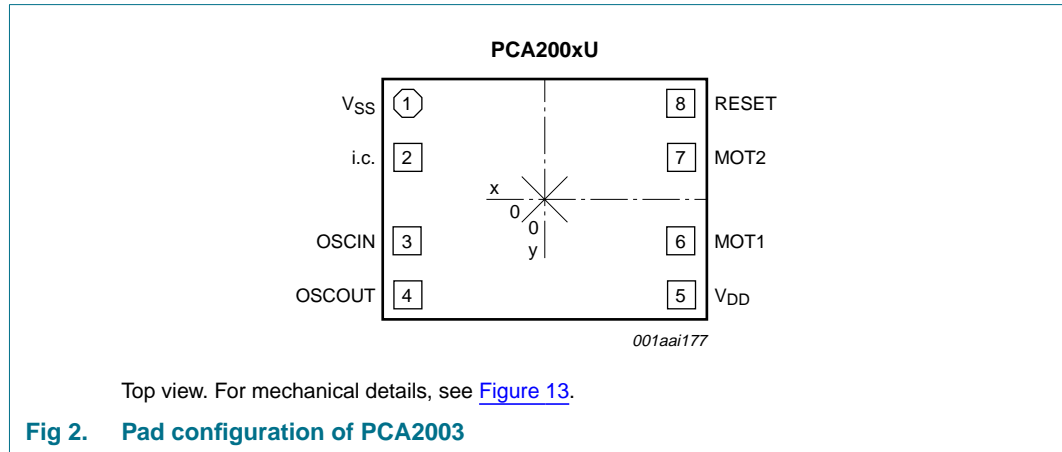 PCA200xU
VSS 1 8 RESET
i.c. 2 7 MOT2
x
0
0
y
OSCIN 3 6 MOT1
OSCOUT 4 5 VDD
001aai177
Top view. For mechanical details, see Figure 13.
Fig 2. Pad configuration of PCA2003